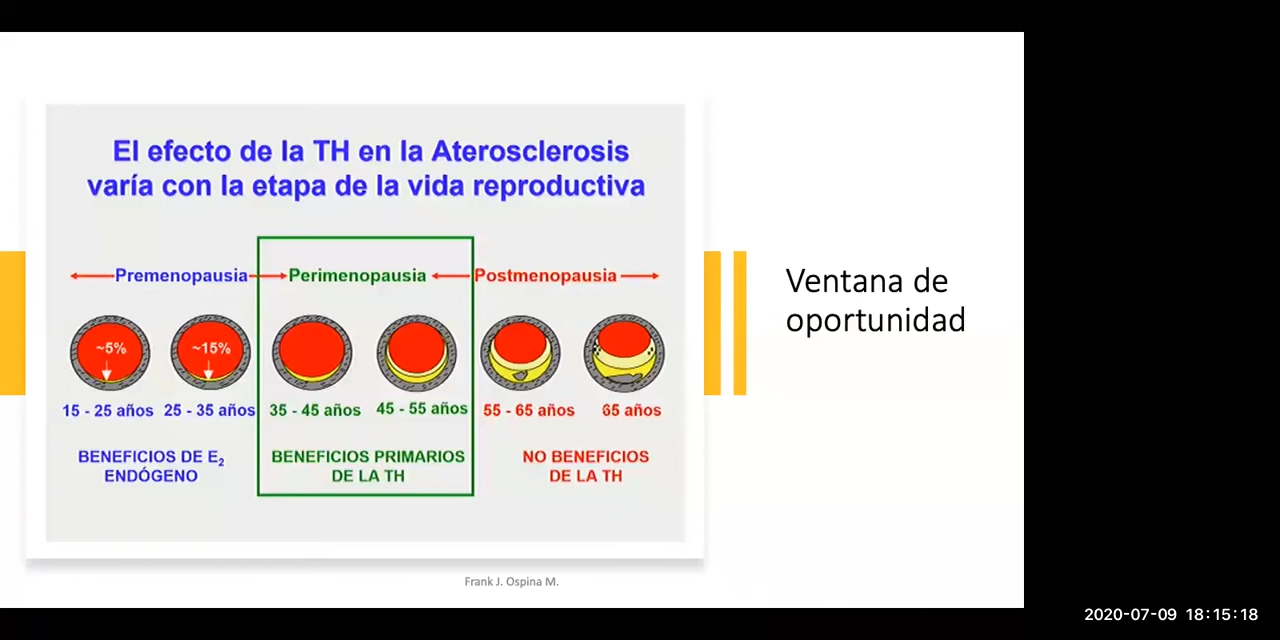 El efecto de la TH en la Aterosclerosis
varía con la etapa de la vida reproductiva
Premenopausia
Perimenopausia
Postmenopausia
~5%
~15%
15 - 25 años
25 - 35 años
35 - 45 años
45 - 55 años
55 - 65 años
65 años
BENEFICIOS DE E₂
ENDÓGENO
BENEFICIOS PRIMARIOS
DE LA TH
NO BENEFICIOS
DE LA TH
Ventana de
oportunidad
Frank J. Ospina M.
2020-07-09 18:15:18